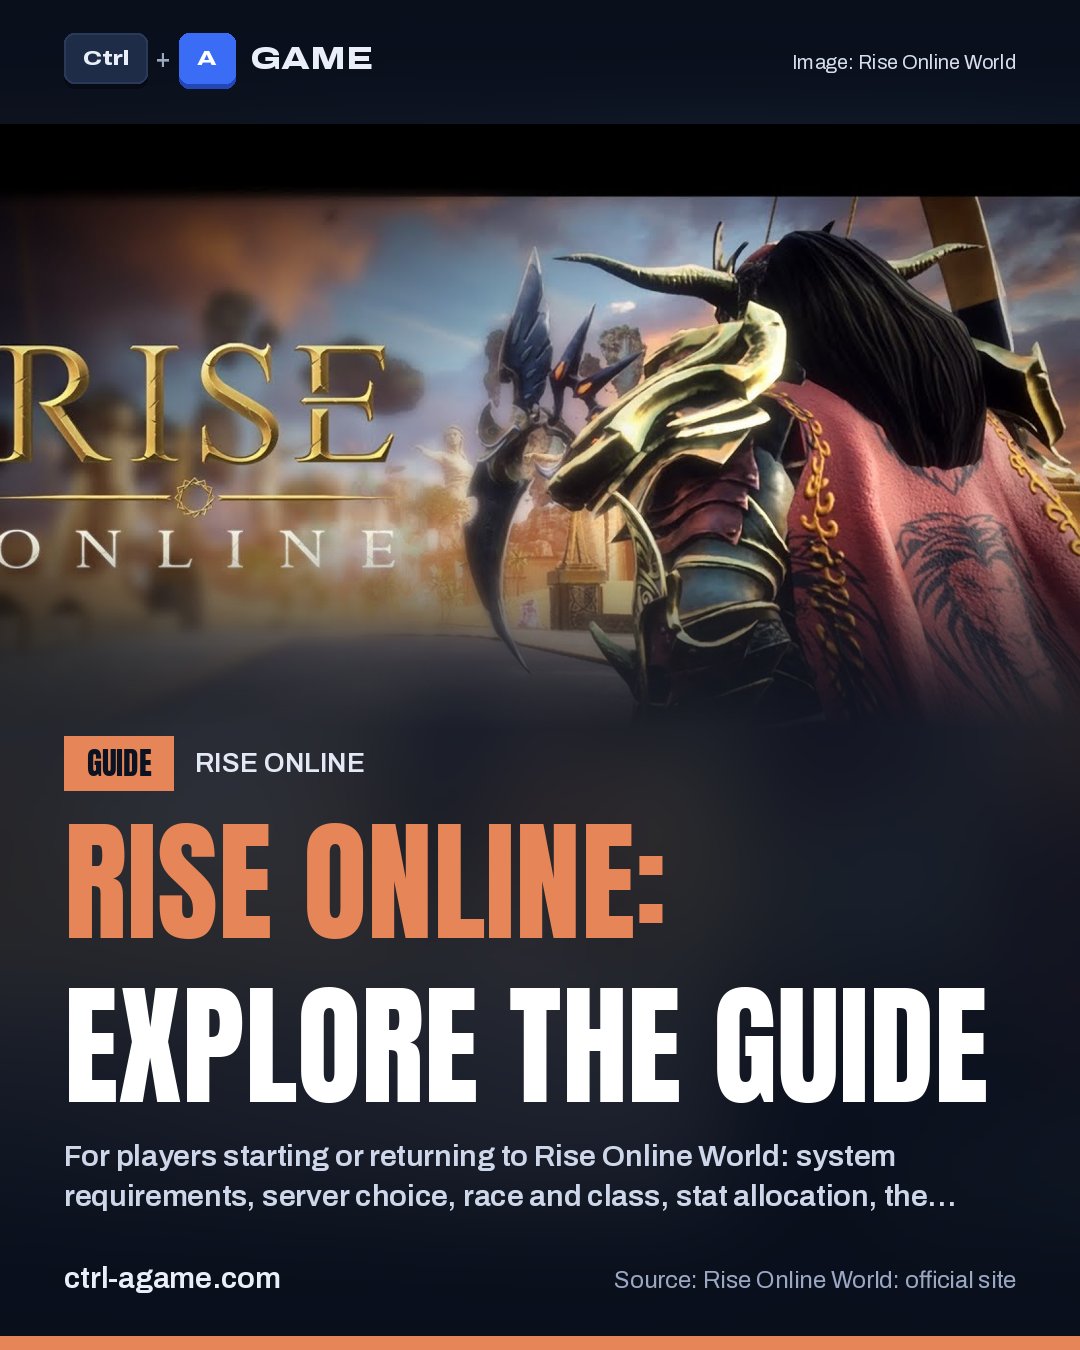 Ctrl + A GAME
Image: Rise Online World
RISE
ONLINE
GUIDE RISE ONLINE
RISE ONLINE:
EXPLORE THE GUIDE
For players starting or returning to Rise Online World: system
requirements, server choice, race and class, stat allocation, the...
ctrl-agame.com
Source: Rise Online World: official site